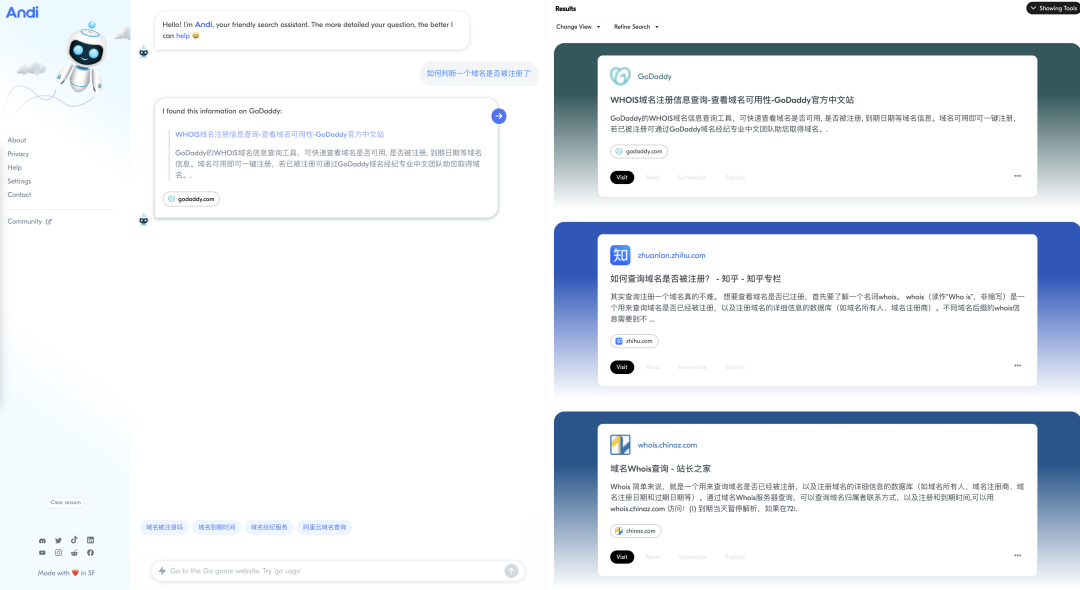 Andi
About
Privacy
Help
Settings
Contact
Community
Clear session
Made with ❤️ in SF
Hello! I'm Andi, your friendly search assistant. The more detailed your question, the better I
can help 😄
如何判断一个域名是否被注册了'
I found this information on GoDaddy:
WHOIS域名注册信息查询-查看域名可用性-GoDaddy官方中文站
GoDaddy的WHOIS域名信息查询工具，可快速查看域名是否可用, 是否被注册, 到期日期等域名
信息。域名可用即可一键注册，若已被注册可通过GoDaddy域名经纪专业中文团队助您取得域
名。.
godaddy.com
域名被注册吗
域名到期时间
域名经纪服务
阿里云域名查询
Go to the Go game website. Try 'go usgo'
Results
Showing Tools
Change View
Refine Search
GoDaddy
WHOIS域名注册信息查询-查看域名可用性-GoDaddy官方中文站
GoDaddy的WHOIS域名信息查询工具，可快速查看域名是否可用, 是否被注册, 到期日期等域名信息。域名可用即可一键注册，
若已被注册可通过GoDaddy域名经纪专业中文团队助您取得域名。.
godaddy.com
Visit
Read
Summarize
Explain
知
zhuanlan.zhihu.com
如何查询域名是否被注册？ - 知乎 - 知乎专栏
其实查询注册一个域名真的不难。 想要查看域名是否已注册，首先要了解一个名词whois。 whois（读作"Who is"，非缩写）是一
个用来查询域名是否已经被注册，以及注册域名的详细信息的数据库（如域名所有人、域名注册商）。不同域名后缀的whois信
息需要到不 ...
知
zhihu.com
Visit
Read
Summarize
Explain
whois.chinaz.com
域名Whois查询 - 站长之家
Whois 简单来说，就是一个用来查询域名是否已经被注册，以及注册域名的详细信息的数据库（如域名所有人、域名注册商、域
名注册日期和过期日期等）。通过域名Whois服务器查询，可以查询域名归属者联系方式，以及注册和到期时间,可以用
whois.chinaz.com 访问！(1) 到期当天暂停解析，如果在72i.
chinaz.com
Visit
Read
Summarize
Explain